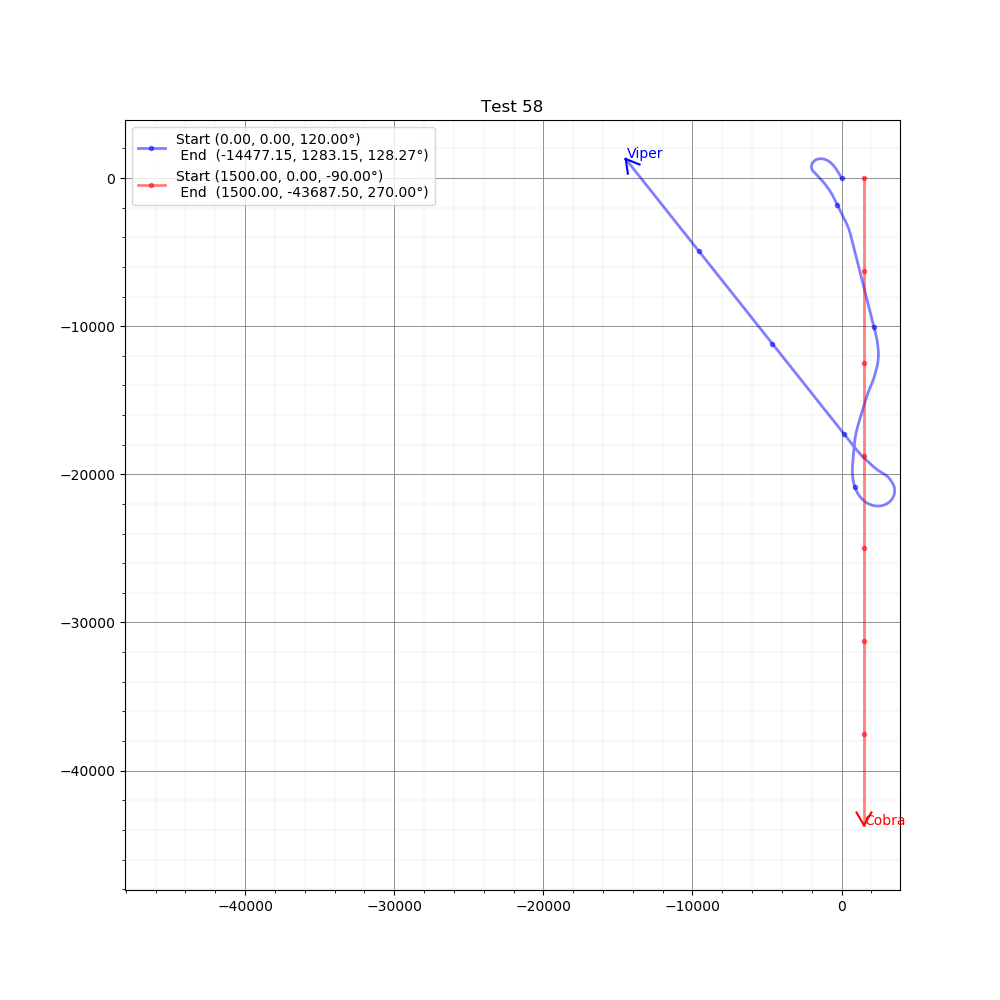 Test 58
Start (0.00, 0.00, 120.00°)
End (-14477.15, 1283.15, 128.27°)
Start (1500.00, 0.00, -90.00°)
End (1500.00, -43687.50, 270.00°)
Viper
0
−10000
−20000
−30000
−40000
Cobra
−40000 −30000 −20000 −10000 0